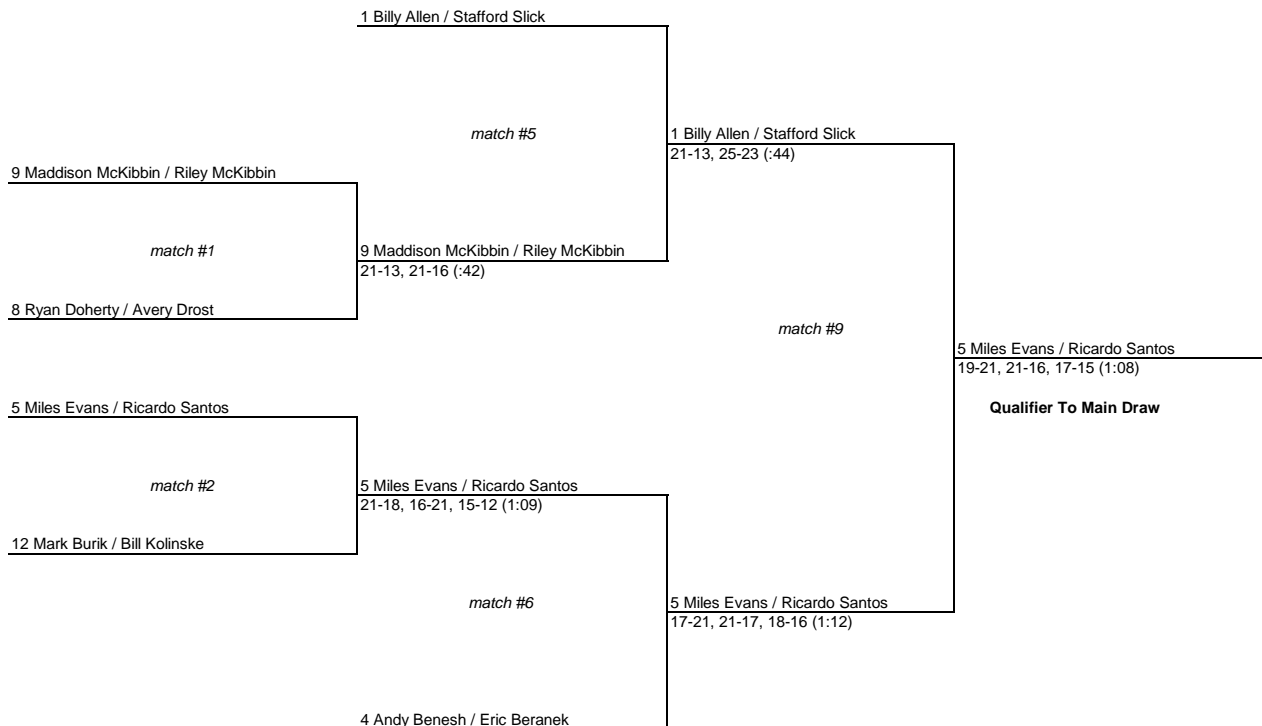 1 Billy Allen / Stafford Slick
match #5
1 Billy Allen / Stafford Slick
21-13, 25-23 (:44)
9 Maddison McKibbin / Riley McKibbin
match #1
9 Maddison McKibbin / Riley McKibbin
21-13, 21-16 (:42)
8 Ryan Doherty / Avery Drost
match #9
5 Miles Evans / Ricardo Santos
19-21, 21-16, 17-15 (1:08)
Qualifier To Main Draw
5 Miles Evans / Ricardo Santos
match #2
5 Miles Evans / Ricardo Santos
21-18, 16-21, 15-12 (1:09)
12 Mark Burik / Bill Kolinske
match #6
5 Miles Evans / Ricardo Santos
17-21, 21-17, 18-16 (1:12)
4 Andy Benesh / Eric Beranek